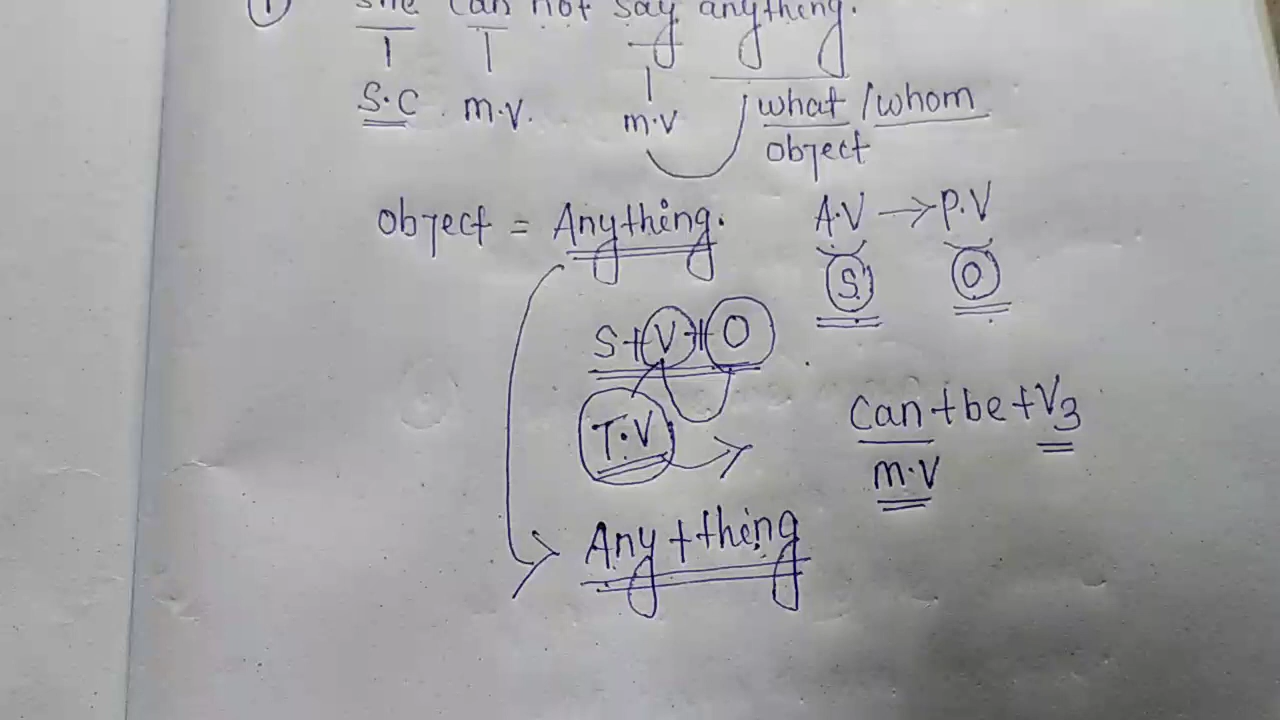 ① She can not say anything.
S.C m.v. m.v what / whom
object
object = Anything. A.V → P.V
S O
S+V+O
T.V → can+be+V3
m.v
Any+thing